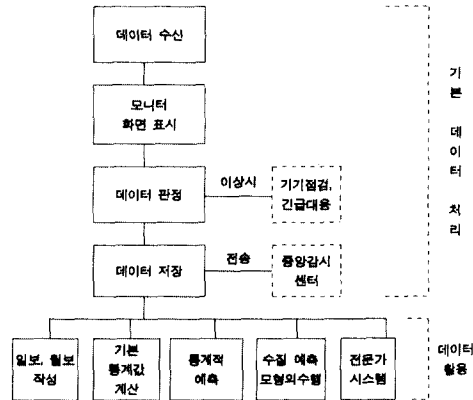 데이터 수신
모니터
화면 표시
데이터 판정
이상시
기기점검,
긴급대응
데이터 저장
전송
중앙감시
센터
기본 데이터 처리
일보, 월보
작성
기본
통계값
계산
통계적
예측
수질 예측
모형의수행
전문가
시스템
데이터
활용